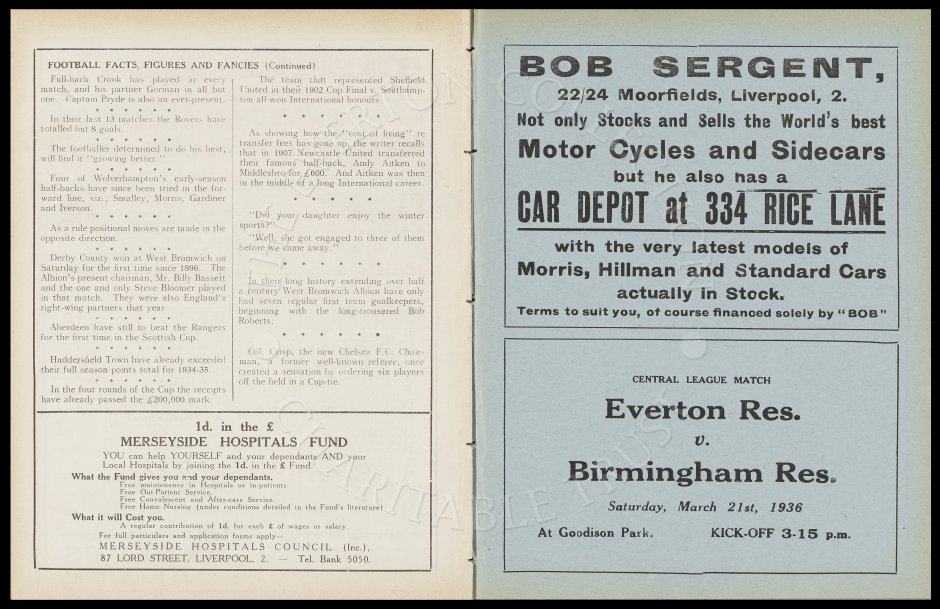 FOOTBALL FACTS, FIGURES AND FANCIES (Continued).
Full-back Crook has played in every
match, and his partner Gorman in all but
one. Captain Pryde is also an ever-present.
* * * * * *
In their last 13 matches the Rovers have
totalled but 8 goals.
* * * * * *
The footballer determined to do his best,
will find it "growing better."
* * * * * *
Four of Wolverhampton's early-season
half-backs have since been tried in the for-
ward line, viz., Smalley, Morris, Gardiner
and Iverson.
* * * * * *
As a rule positional moves are made in the
opposite direction.
* * * * * *
Derby County won at West Bromwich on
Saturday for the first time since 1896. The
Albion's present chairman, Mr. Billy Bassett
and the one and only Steve Bloomer played
in that match. They were also England's
right-wing partners that year.
* * * * * *
Aberdeen have still to beat the Rangers
for the first time in the Scottish Cup.
* * * * * *
Huddersfield Town have already exceeded
their full season points total for 1934-35.
* * * * * *
In the four rounds of the Cup the receipts
have already passed the £200,000 mark.
The team that represented Sheffield
United in their 1902 Cup Final v. Southamp-
ton all won International honours.
* * * * * *
As showing how the "cost of living" re
transfer fees has gone up, the writer recalls
that in 1907 Newcastle United transferred
their famous half-back, Andy Aitken to
Middlesbro for £600. And Aitken was then
in the middle of a long International career.
* * * * *
"Did your daughter enjoy the winter
sports?"
"Well, she got engaged to three of them
before we came away."
* * * * * *
In their long history extending over half
a century West Bromwich Albion have only
had seven regular first team goalkeepers,
beginning with the long-trousered Bob
Roberts.
* * * * * *
Col. Crisp, the new Chelsea F.C. Chair-
man, a former well-known referee, once
created a sensation by ordering six players
off the field in a Cup-tie.
1d. in the £
MERSEYSIDE HOSPITALS FUND
YOU can help YOURSELF and your dependants AND your
Local Hospitals by joining the 1d. in the £ Fund.
What the Fund gives you and your dependants.
Free maintenance in Hospitals as in-patients.
Free Out-Patient Service.
Free Convalescent and After-care Service.
Free Home Nursing (under conditions detailed in the Fund's literature)
What it will Cost you.
A regular contribution of 1d. for each £ of wages or salary.
For full particulars and application forms apply—
MERSEYSIDE HOSPITALS COUNCIL (Inc.),
87 LORD STREET, LIVERPOOL, 2. — Tel. Bank 5050.
BOB SERGENT,
22/24 Moorfields, Liverpool, 2.
Not only Stocks and Sells the World's best
Motor Cycles and Sidecars
but he also has a
CAR DEPOT at 334 RICE LANE
with the very latest models of
Morris, Hillman and Standard Cars
actually in Stock.
Terms to suit you, of course financed solely by "BOB"
CENTRAL LEAGUE MATCH
Everton Res.
v.
Birmingham Res.
Saturday, March 21st, 1936
At Goodison Park. KICK-OFF 3-15 p.m.
THE EVERTON COLLECTION
CHARITABLE TRUST